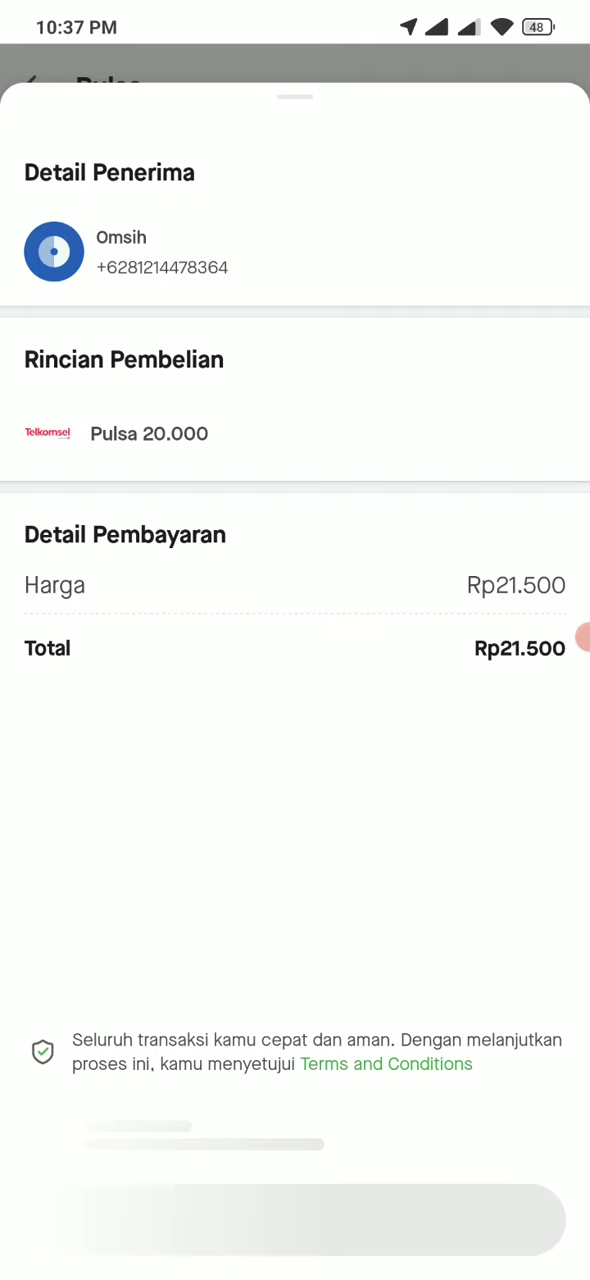 10:37 PM
48
Detail Penerima
Omsih
+6281214478364
Rincian Pembelian
Telkomsel
Pulsa 20.000
Detail Pembayaran
Harga
Rp21.500
Total
Rp21.500
Seluruh transaksi kamu cepat dan aman. Dengan melanjutkan
proses ini, kamu menyetujui Terms and Conditions